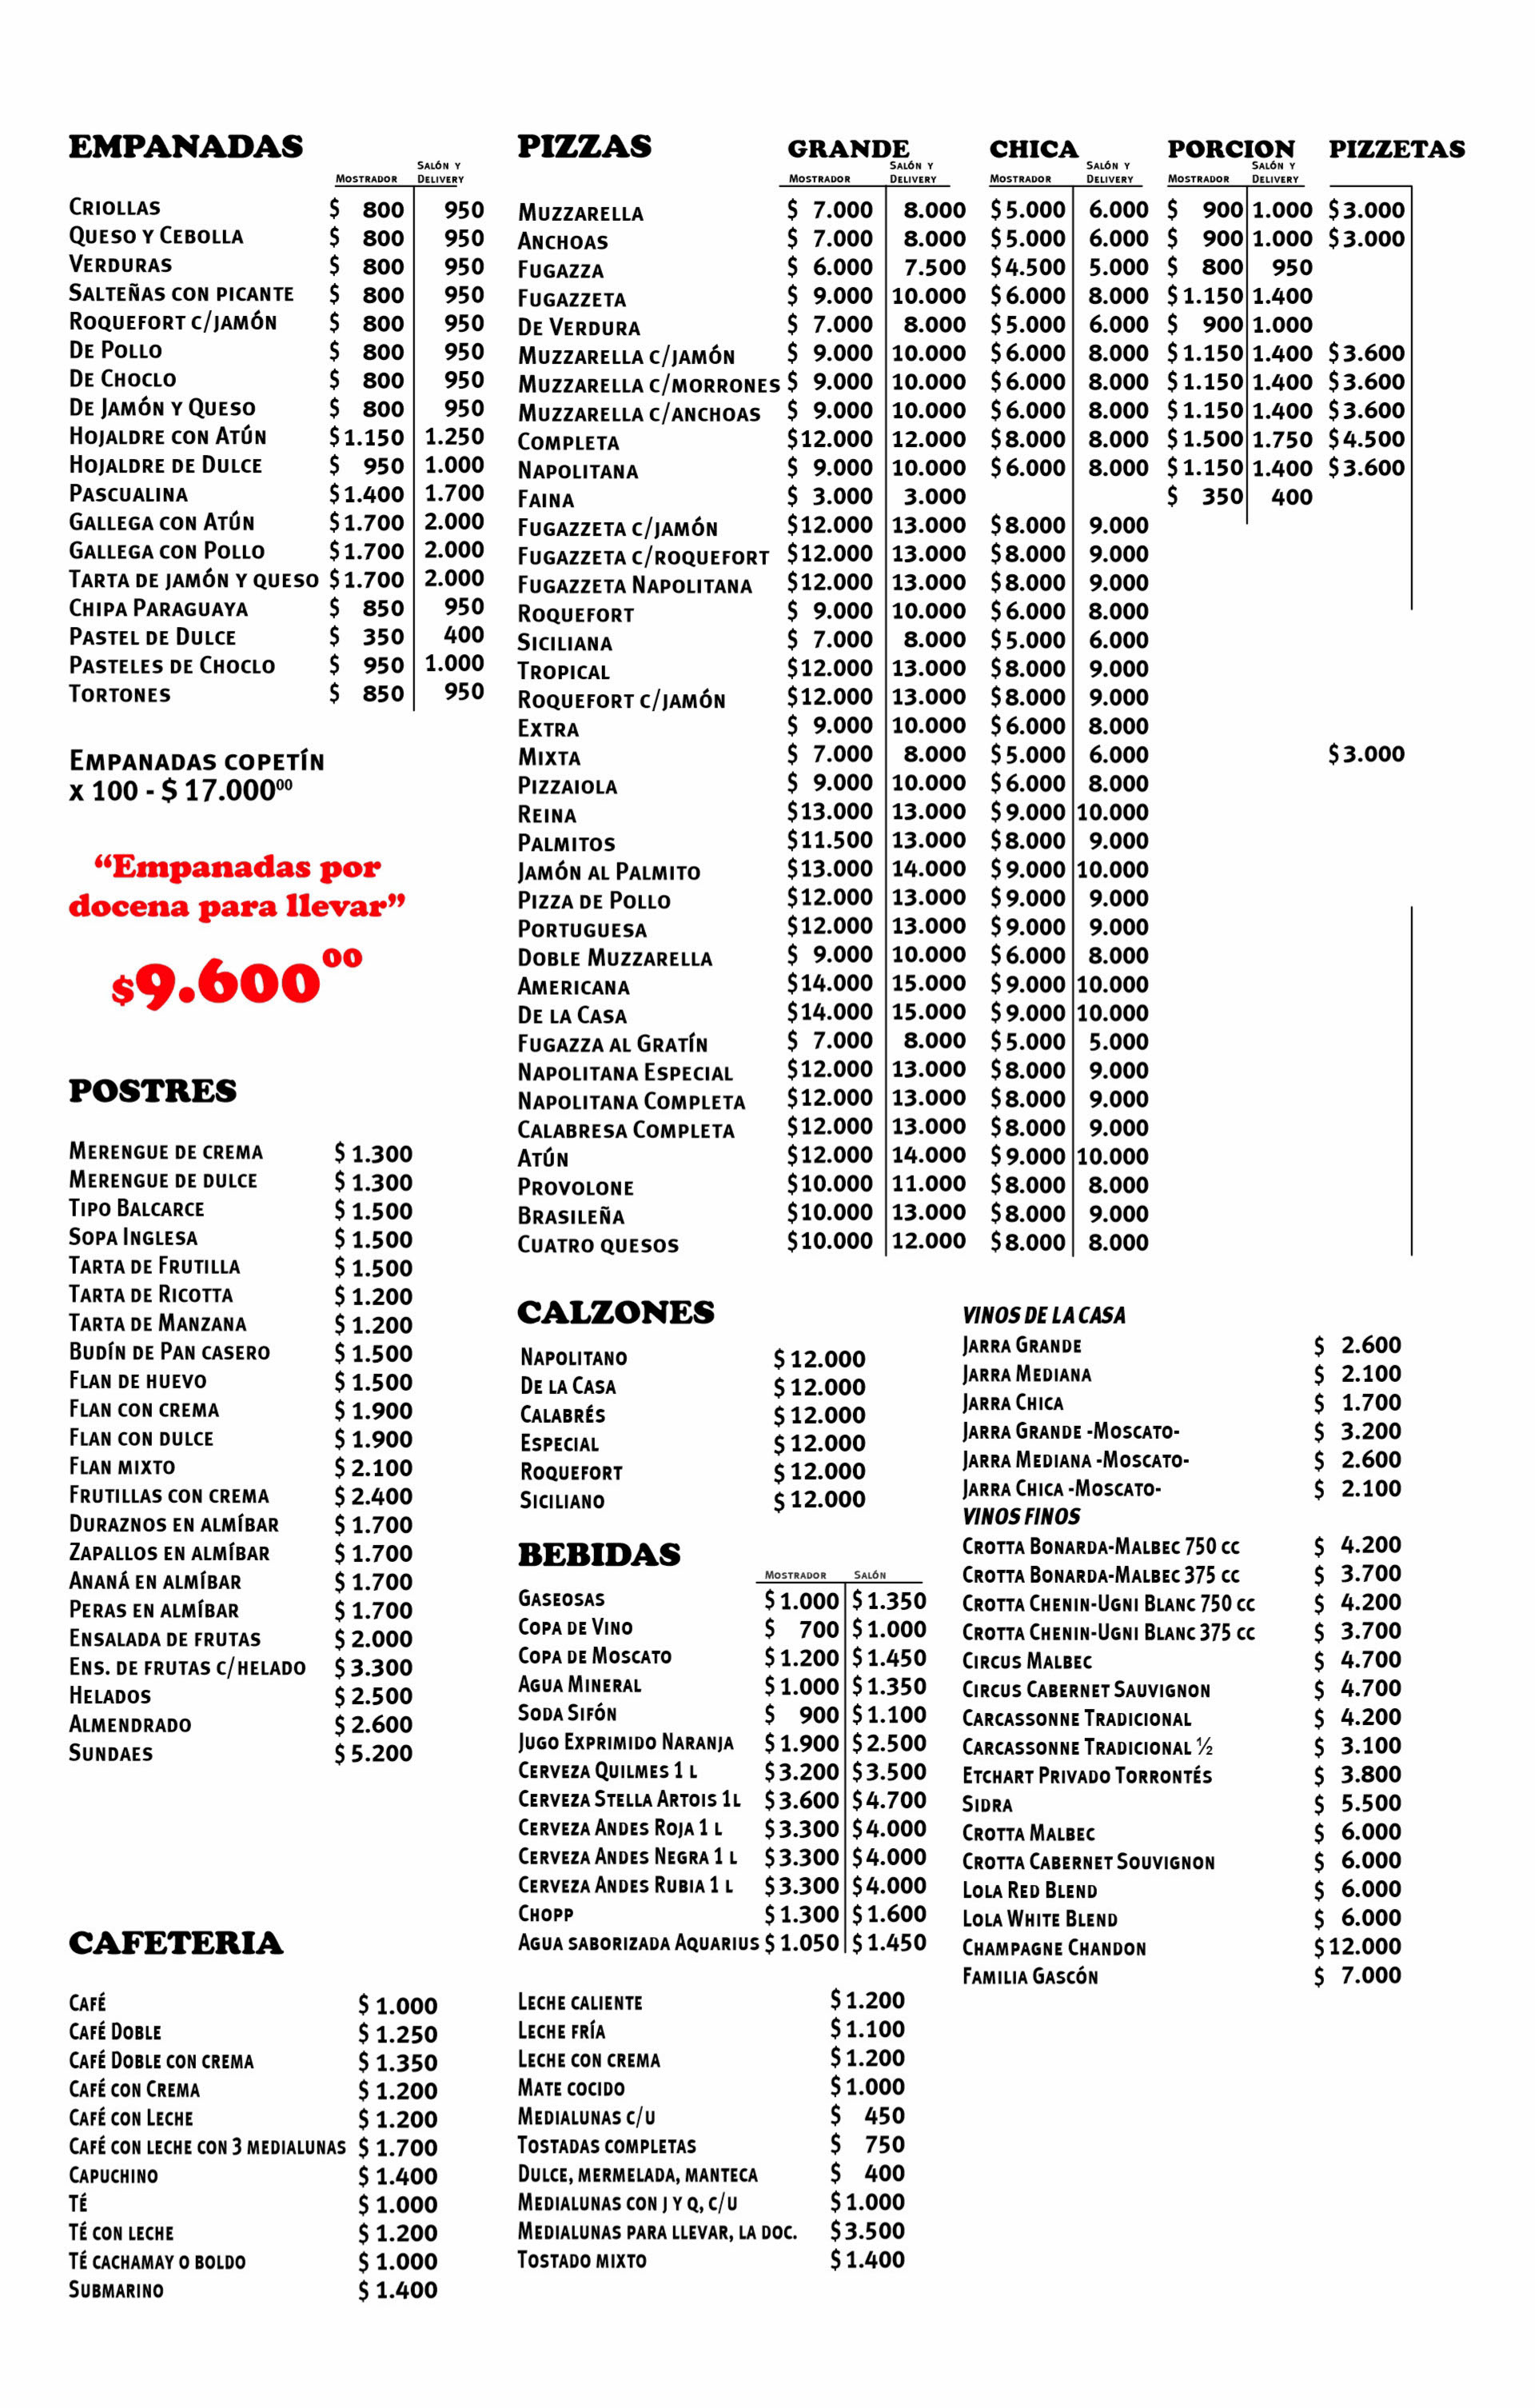 EMPANADAS
Mostrador Salón y Delivery
Criollas $ 800 950
Queso y Cebolla $ 800 950
Verduras $ 800 950
Salteñas con picante $ 800 950
Roquefort c/jamón $ 800 950
De Pollo $ 800 950
De Choclo $ 800 950
De Jamón y Queso $ 800 950
Hojaldre con Atún $1.150 1.250
Hojaldre de Dulce $ 950 1.000
Pascualina $1.400 1.700
Gallega con Atún $1.700 2.000
Gallega con Pollo $1.700 2.000
Tarta de jamón y queso $1.700 2.000
Chipa Paraguaya $ 850 950
Pastel de Dulce $ 350 400
Pasteles de Choclo $ 950 1.000
Tortones $ 850 950
Empanadas copetín
x 100 - $ 17.00000
“Empanadas por
docena para llevar”
$9.60000
POSTRES
Merengue de crema $ 1.300
Merengue de dulce $ 1.300
Tipo Balcarce $ 1.500
Sopa Inglesa $ 1.500
Tarta de Frutilla $ 1.500
Tarta de Ricotta $ 1.200
Tarta de Manzana $ 1.200
Budín de Pan casero $ 1.500
Flan de huevo $ 1.500
Flan con crema $ 1.900
Flan con dulce $ 1.900
Flan mixto $ 2.100
Frutillas con crema $ 2.400
Duraznos en almíbar $ 1.700
Zapallos en almíbar $ 1.700
Ananá en almíbar $ 1.700
Peras en almíbar $ 1.700
Ensalada de frutas $ 2.000
Ens. de frutas c/helado $ 3.300
Helados $ 2.500
Almendrado $ 2.600
Sundaes $ 5.200
PIZZAS GRANDE CHICA PORCION PIZZETAS
Mostrador Salón y Delivery Mostrador Salón y Delivery Mostrador Salón y Delivery
Muzzarella $ 7.000 8.000 $5.000 6.000 $ 900 1.000 $3.000
Anchoas $ 7.000 8.000 $5.000 6.000 $ 900 1.000 $3.000
Fugazza $ 6.000 7.500 $4.500 5.000 $ 800 950
Fugazzeta $ 9.000 10.000 $6.000 8.000 $1.150 1.400
De Verdura $ 7.000 8.000 $5.000 6.000 $ 900 1.000
Muzzarella c/jamón $ 9.000 10.000 $6.000 8.000 $1.150 1.400 $3.600
Muzzarella c/morrones $ 9.000 10.000 $6.000 8.000 $1.150 1.400 $3.600
Muzzarella c/anchoas $ 9.000 10.000 $6.000 8.000 $1.150 1.400 $3.600
Completa $12.000 12.000 $8.000 8.000 $1.500 1.750 $4.500
Napolitana $ 9.000 10.000 $6.000 8.000 $1.150 1.400 $3.600
Faina $ 3.000 3.000 $ 350 400
Fugazzeta c/jamón $12.000 13.000 $8.000 9.000
Fugazzeta c/roquefort $12.000 13.000 $8.000 9.000
Fugazzeta Napolitana $12.000 13.000 $8.000 9.000
Roquefort $ 9.000 10.000 $6.000 8.000
Siciliana $ 7.000 8.000 $5.000 6.000
Tropical $12.000 13.000 $8.000 9.000
Roquefort c/jamón $12.000 13.000 $8.000 9.000
Extra $ 9.000 10.000 $6.000 8.000
Mixta $ 7.000 8.000 $5.000 6.000 $3.000
Pizzaiola $ 9.000 10.000 $6.000 8.000
Reina $13.000 13.000 $9.000 10.000
Palmitos $11.500 13.000 $8.000 9.000
Jamón al Palmito $13.000 14.000 $9.000 10.000
Pizza de Pollo $12.000 13.000 $9.000 9.000
Portuguesa $12.000 13.000 $9.000 9.000
Doble Muzzarella $ 9.000 10.000 $6.000 8.000
Americana $14.000 15.000 $9.000 10.000
De la Casa $14.000 15.000 $9.000 10.000
Fugazza al Gratín $ 7.000 8.000 $5.000 5.000
Napolitana Especial $12.000 13.000 $8.000 9.000
Napolitana Completa $12.000 13.000 $8.000 9.000
Calabresa Completa $12.000 13.000 $8.000 9.000
Atún $12.000 14.000 $9.000 10.000
Provolone $10.000 11.000 $8.000 8.000
Brasileña $10.000 13.000 $8.000 9.000
Cuatro quesos $10.000 12.000 $8.000 8.000
CALZONES
Napolitano $ 12.000
De la Casa $ 12.000
Calabrés $ 12.000
Especial $ 12.000
Roquefort $ 12.000
Siciliano $ 12.000
BEBIDAS
Mostrador Salón
Gaseosas $ 1.000 $ 1.350
Copa de Vino $ 700 $ 1.000
Copa de Moscato $ 1.200 $ 1.450
Agua Mineral $ 1.000 $ 1.350
Soda Sifón $ 900 $ 1.100
Jugo Exprimido Naranja $ 1.900 $ 2.500
Cerveza Quilmes 1 l $ 3.200 $ 3.500
Cerveza Stella Artois 1l $ 3.600 $ 4.700
Cerveza Andes Roja 1 l $ 3.300 $ 4.000
Cerveza Andes Negra 1 l $ 3.300 $ 4.000
Cerveza Andes Rubia 1 l $ 3.300 $ 4.000
Chopp $ 1.300 $ 1.600
Agua saborizada Aquarius $ 1.050 $ 1.450
VINOS DE LA CASA
Jarra Grande $ 2.600
Jarra Mediana $ 2.100
Jarra Chica $ 1.700
Jarra Grande -Moscato- $ 3.200
Jarra Mediana -Moscato- $ 2.600
Jarra Chica -Moscato- $ 2.100
VINOS FINOS
Crotta Bonarda-Malbec 750 cc $ 4.200
Crotta Bonarda-Malbec 375 cc $ 3.700
Crotta Chenin-Ugni Blanc 750 cc $ 4.200
Crotta Chenin-Ugni Blanc 375 cc $ 3.700
Circus Malbec $ 4.700
Circus Cabernet Sauvignon $ 4.700
Carcassonne Tradicional $ 4.200
Carcassonne Tradicional ½ $ 3.100
Etchart Privado Torrontés $ 3.800
Sidra $ 5.500
Crotta Malbec $ 6.000
Crotta Cabernet Souvignon $ 6.000
Lola Red Blend $ 6.000
Lola White Blend $ 6.000
Champagne Chandon $12.000
Familia Gascón $ 7.000
CAFETERIA
Café $ 1.000
Café Doble $ 1.250
Café Doble con crema $ 1.350
Café con Crema $ 1.200
Café con Leche $ 1.200
Café con leche con 3 medialunas $ 1.700
Capuchino $ 1.400
Té $ 1.000
Té con leche $ 1.200
Té cachamay o boldo $ 1.000
Submarino $ 1.400
Leche caliente $1.200
Leche fría $1.100
Leche con crema $1.200
Mate cocido $1.000
Medialunas c/u $ 450
Tostadas completas $ 750
Dulce, mermelada, manteca $ 400
Medialunas con j y q, c/u $1.000
Medialunas para llevar, la doc. $3.500
Tostado mixto $1.400